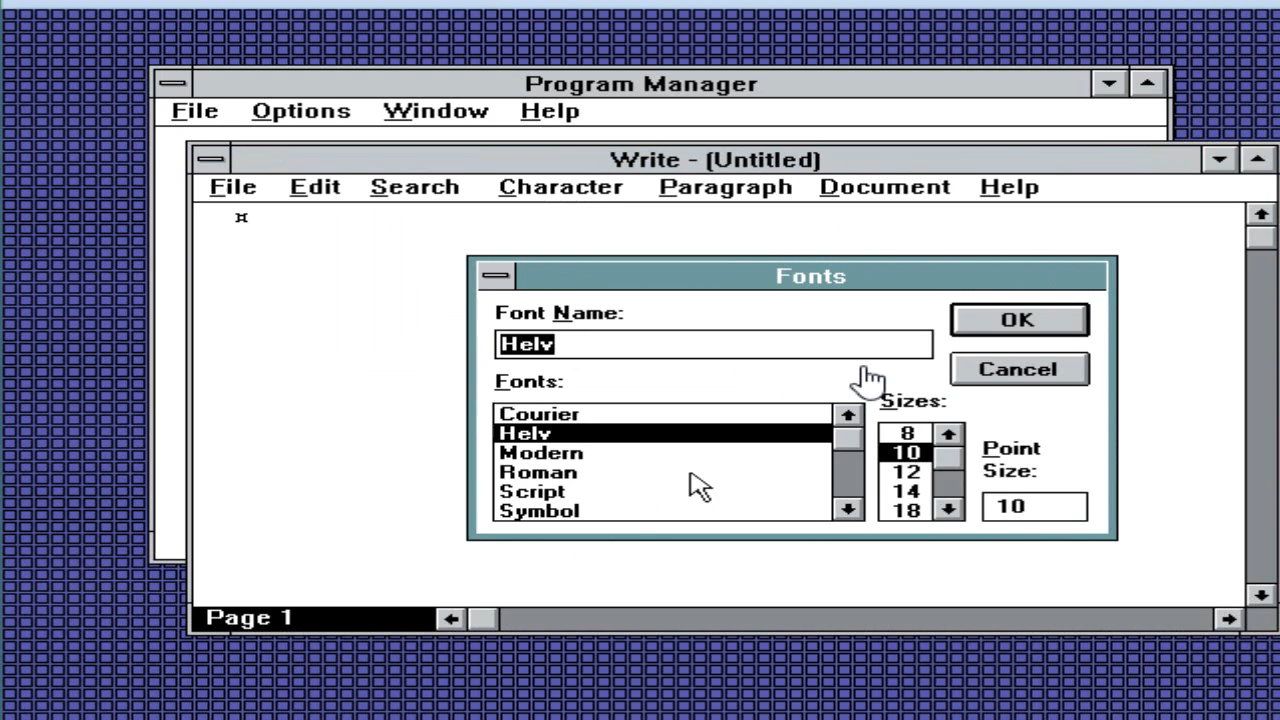 Program Manager
File Options Window Help
Write - (Untitled)
File Edit Search Character Paragraph Document Help
¤
Fonts
Font Name:
OK
Helv
Cancel
Fonts:
Sizes:
Courier
Helv
Modern
Roman
Script
Symbol
8
10
12
14
18
Point
Size:
10
Page 1